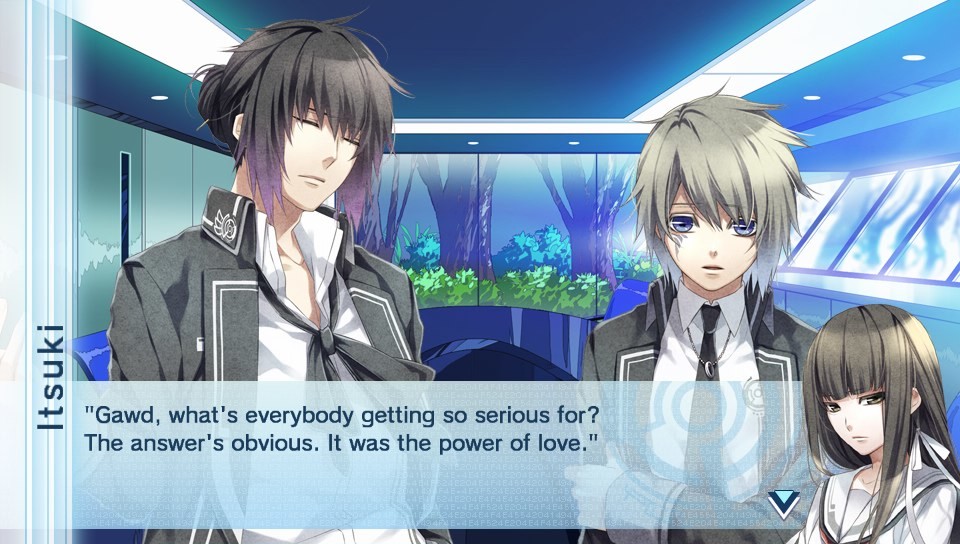 Itsuki
"Gawd, what's everybody getting so serious for?
The answer's obvious. It was the power of love."